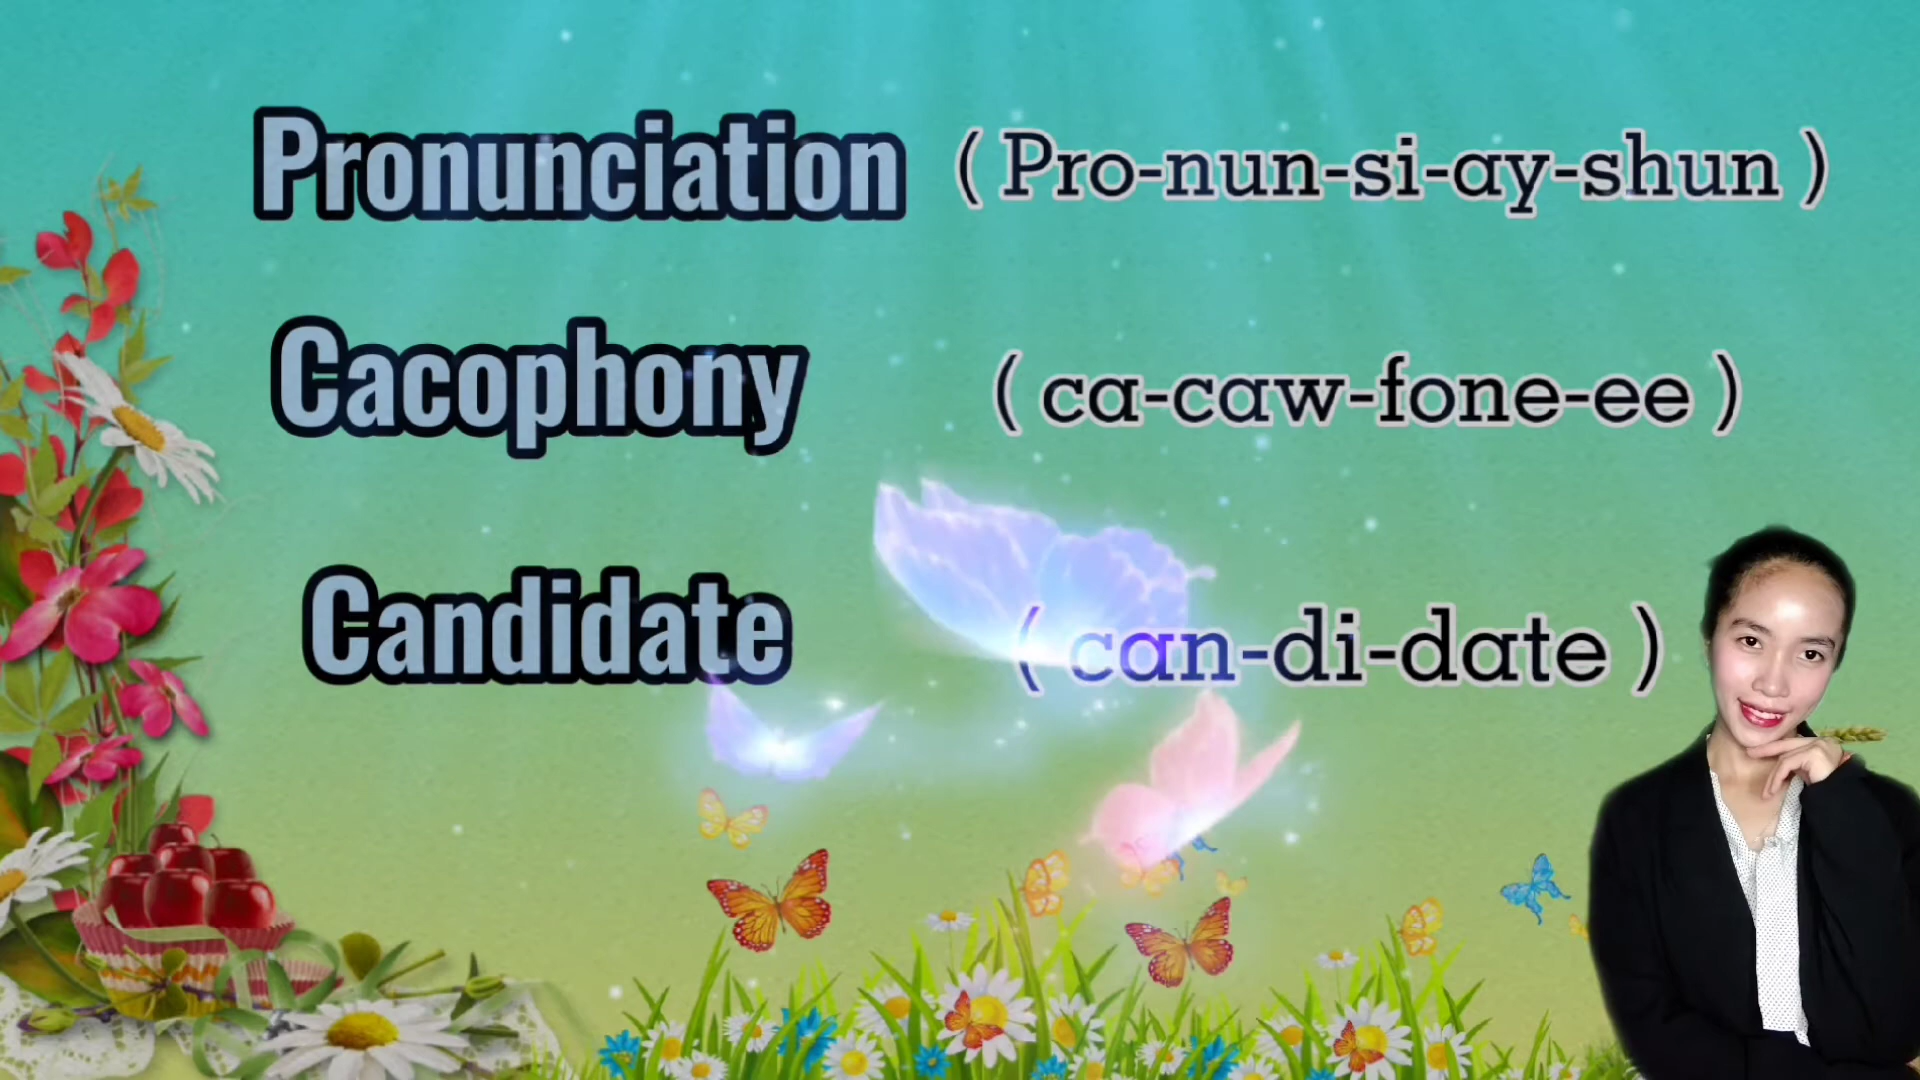 Pronunciation ( Pro-nun-si-ay-shun )
Cacophony ( ca-caw-fone-ee )
Candidate ( can-di-date )